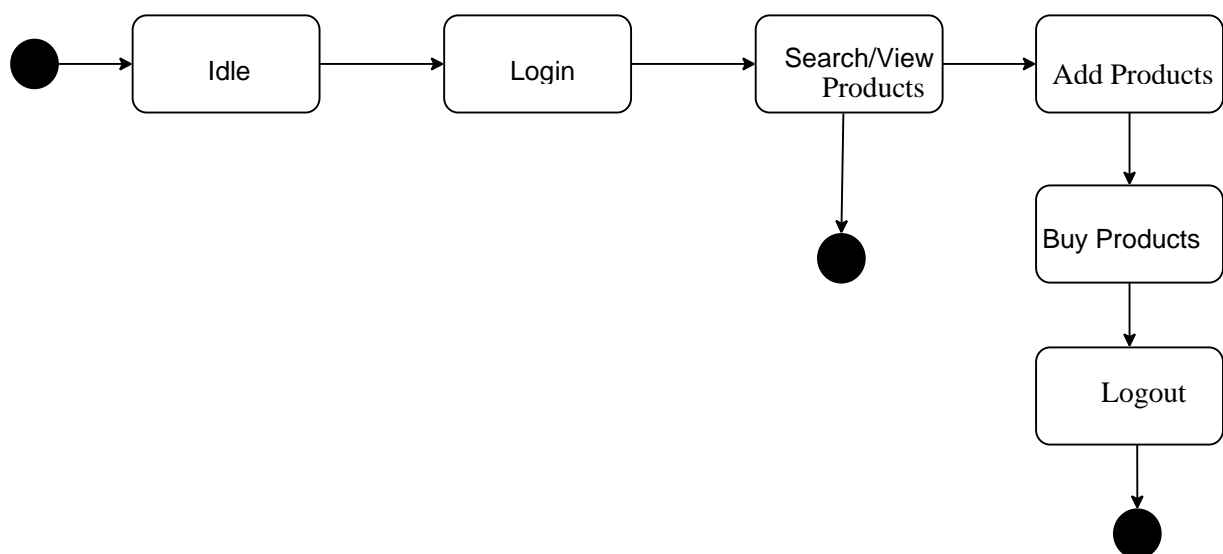 Idle
Login
Search/View
Products
Add Products
Buy Products
Logout